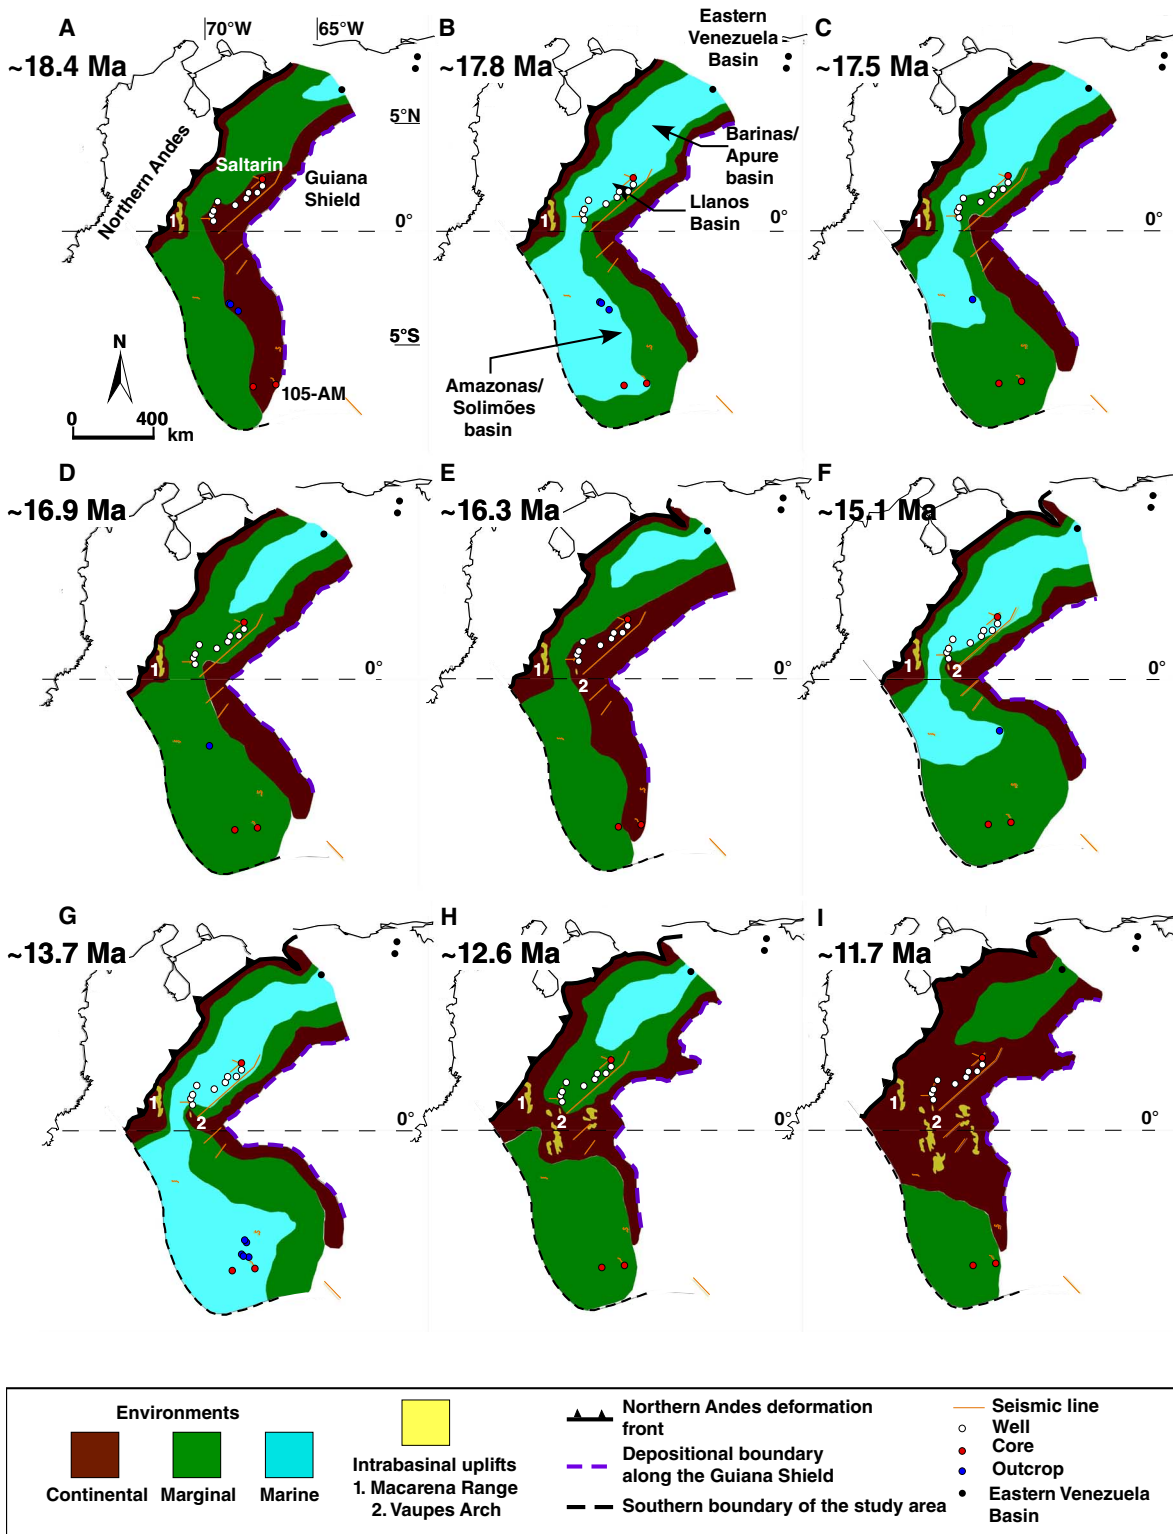 A
70°W
65°W
~18.4 Ma
5°N
Northern Andes
Saltarin
Guiana
Shield
1
0°
5°S
N
0 400
km
105-AM
B
Eastern
Venezuela
Basin
~17.8 Ma
Barinas/
Apure
basin
Llanos
Basin
1
0°
Amazonas/
Solimões
basin
C
~17.5 Ma
1
0°
D
~16.9 Ma
1
0°
E
~16.3 Ma
1
2
0°
F
~15.1 Ma
1
2
0°
G
~13.7 Ma
1
2
0°
H
~12.6 Ma
1
2
0°
I
~11.7 Ma
1
2
0°
Environments
Continental
Marginal
Marine
Intrabasinal uplifts
1. Macarena Range
2. Vaupes Arch
Northern Andes deformation
front
Depositional boundary
along the Guiana Shield
Southern boundary of the study area
Seismic line
Well
Core
Outcrop
Eastern Venezuela
Basin